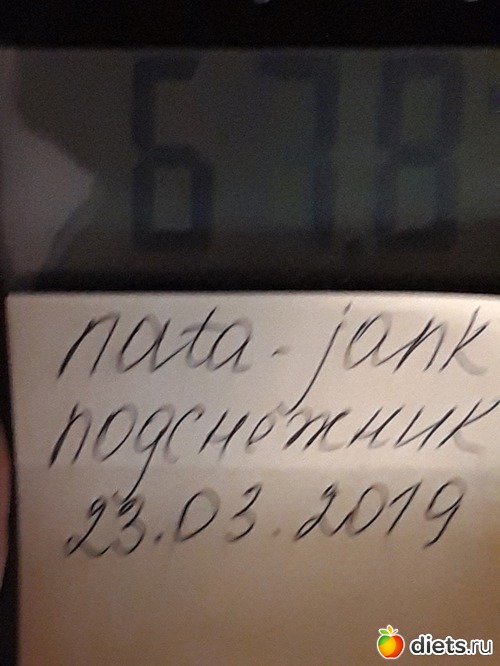 67.8
nata-jank
подснежник
23.03.2019
diets.ru